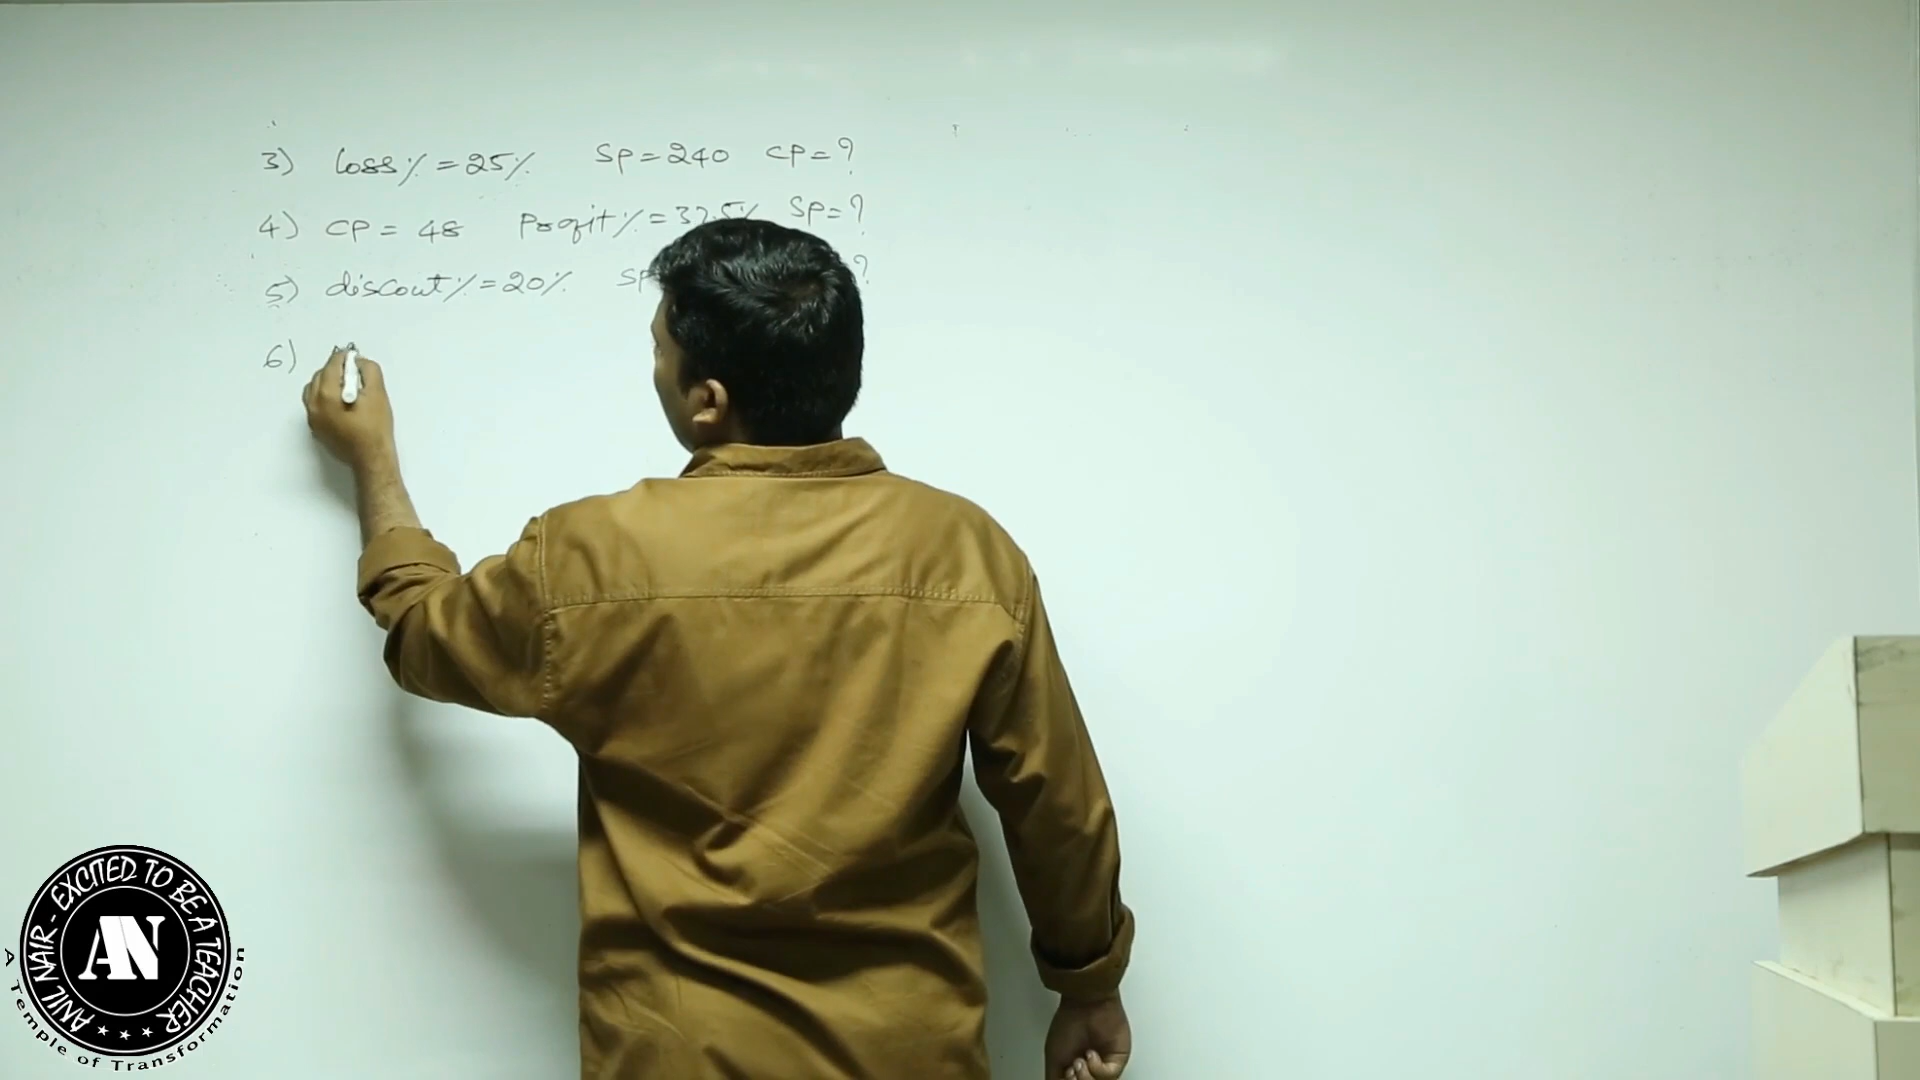 3) loss% = 25% SP = 240 CP = ?
4) CP = 48 Profit% = 37.5% SP = ?
5) discout% = 20% SP ?
6)
ANIL NAIR - EXCITED TO BE A TEACHER
AN
A Temple of Transformation